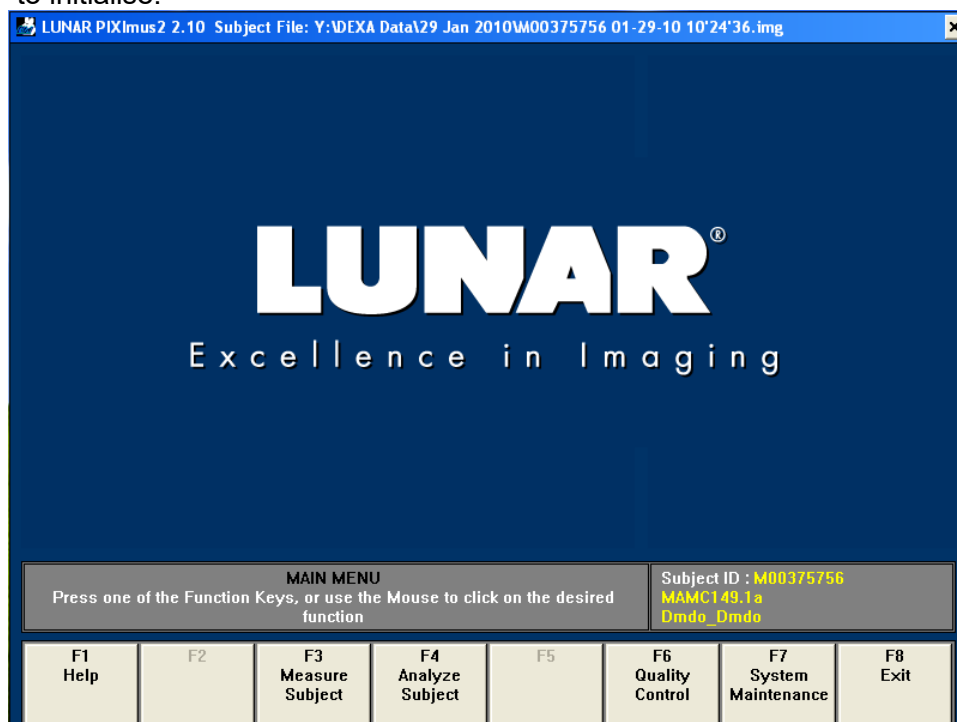 to initialise.
LUNAR PIXImus2 2.10 Subject File: Y:\DEXA Data\29 Jan 2010\M00375756 01-29-10 10'24'36.img
LUNAR®
Excellence in Imaging
MAIN MENU
Press one of the Function Keys, or use the Mouse to click on the desired
function
Subject ID : M00375756
MAMC149.1a
Dmdo_Dmdo
F1
Help
F2
F3
Measure
Subject
F4
Analyze
Subject
F5
F6
Quality
Control
F7
System
Maintenance
F8
Exit